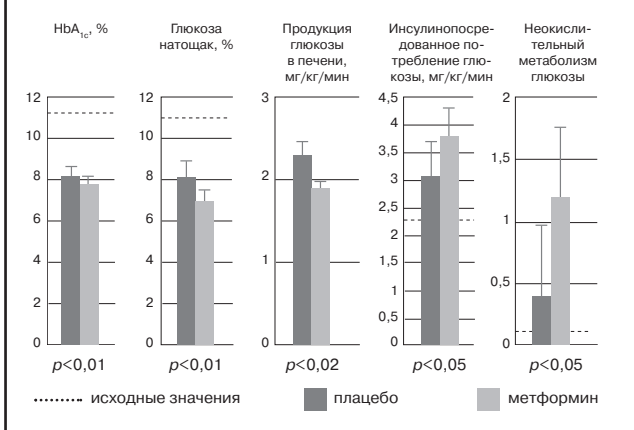 HbA1c, %
Глюкоза
натощак, %
Продукция
глюкозы
в печени,
мг/кг/мин
Инсулинопосре-
дованное по-
требление глю-
козы, мг/кг/мин
Неокисли-
тельный
метаболизм
глюкозы
12
10
8
6
4
2
0
12
10
8
6
4
2
0
3
2
1
0
4,5
4
3,5
3
2,5
2
1,5
1
0,5
0
2
1,5
1
0,5
0
p<0,01
p<0,01
p<0,02
p<0,05
p<0,05
исходные значения
плацебо
метформин